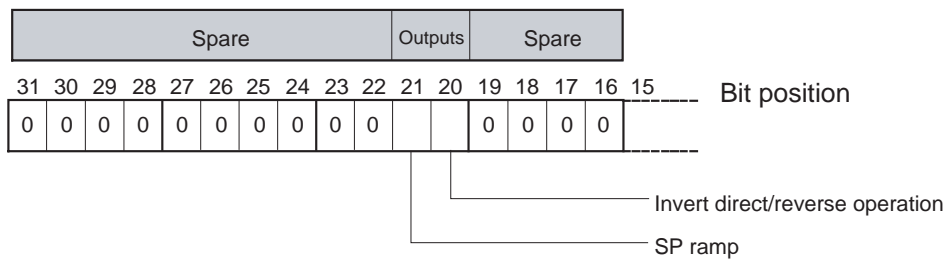 Spare Outputs Spare
31 30 29 28 27 26 25 24 23 22 21 20 19 18 17 16 15 Bit position
0 0 0 0 0 0 0 0 0 0 0 0 0 0
Invert direct/reverse operation
SP ramp